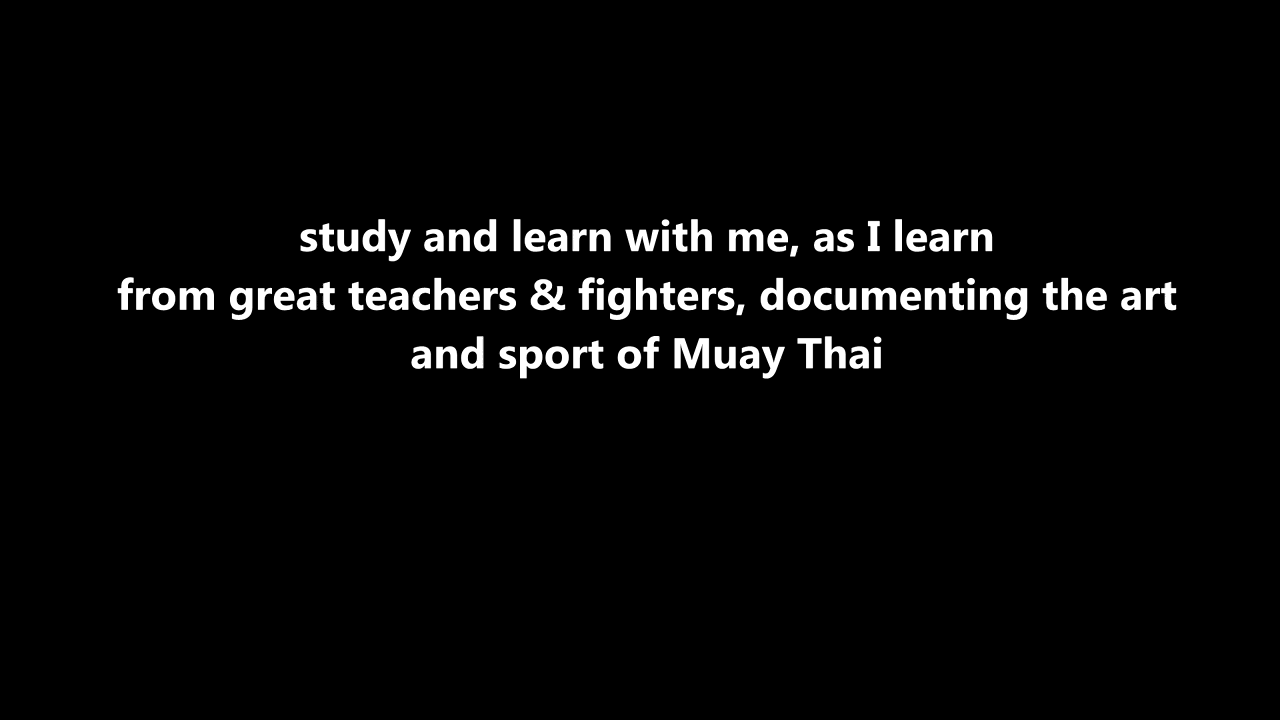 study and learn with me, as I learn
from great teachers & fighters, documenting the art
and sport of Muay Thai